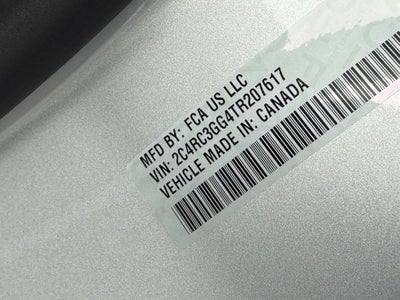 MFD BY: FCA US LLC
VIN: 2C4RC3GG4TR207617
VEHICLE MADE IN: CANADA